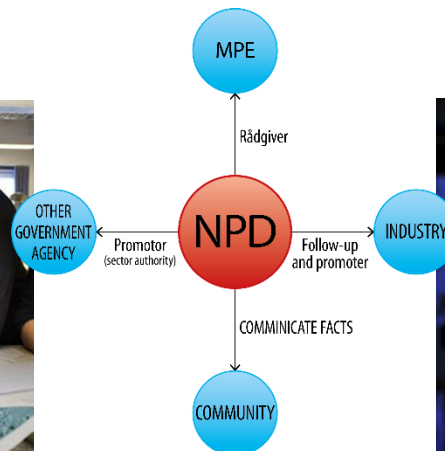 MPE
Rådgiver
OTHER
GOVERNMENT
AGENCY
Promotor
(sector authority)
NPD
Follow-up
and promoter
INDUSTRY
COMMINICATE FACTS
COMMUNITY